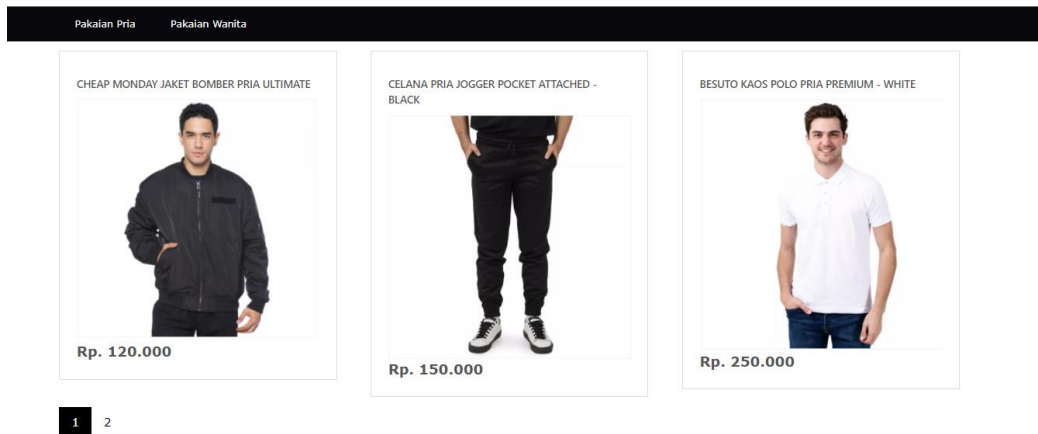 Pakaian Pria Pakaian Wanita
CHEAP MONDAY JAKET BOMBER PRIA ULTIMATE
Rp. 120.000
CELANA PRIA JOGGER POCKET ATTACHED -
BLACK
Rp. 150.000
BESUTO KAOS POLO PRIA PREMIUM - WHITE
Rp. 250.000
1 2